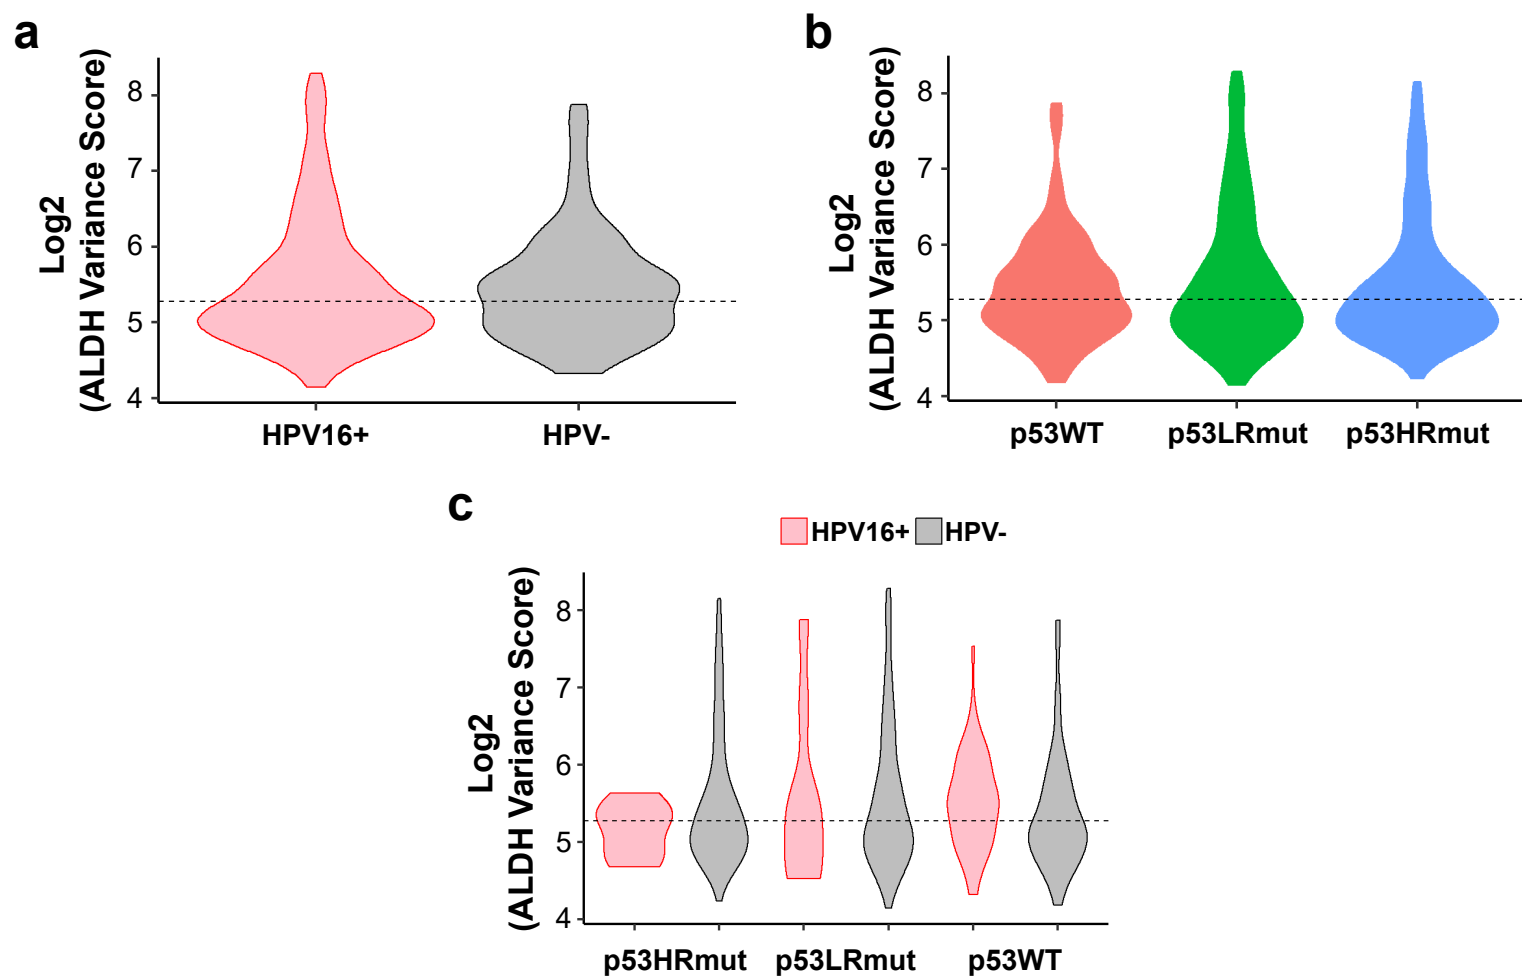 a
Log2
(ALDH Variance Score)
8
7
6
5
4
HPV16+ HPV-
b
Log2
(ALDH Variance Score)
8
7
6
5
4
p53WT p53LRmut p53HRmut
c
HPV16+ HPV-
Log2
(ALDH Variance Score)
8
7
6
5
4
p53HRmut p53LRmut p53WT